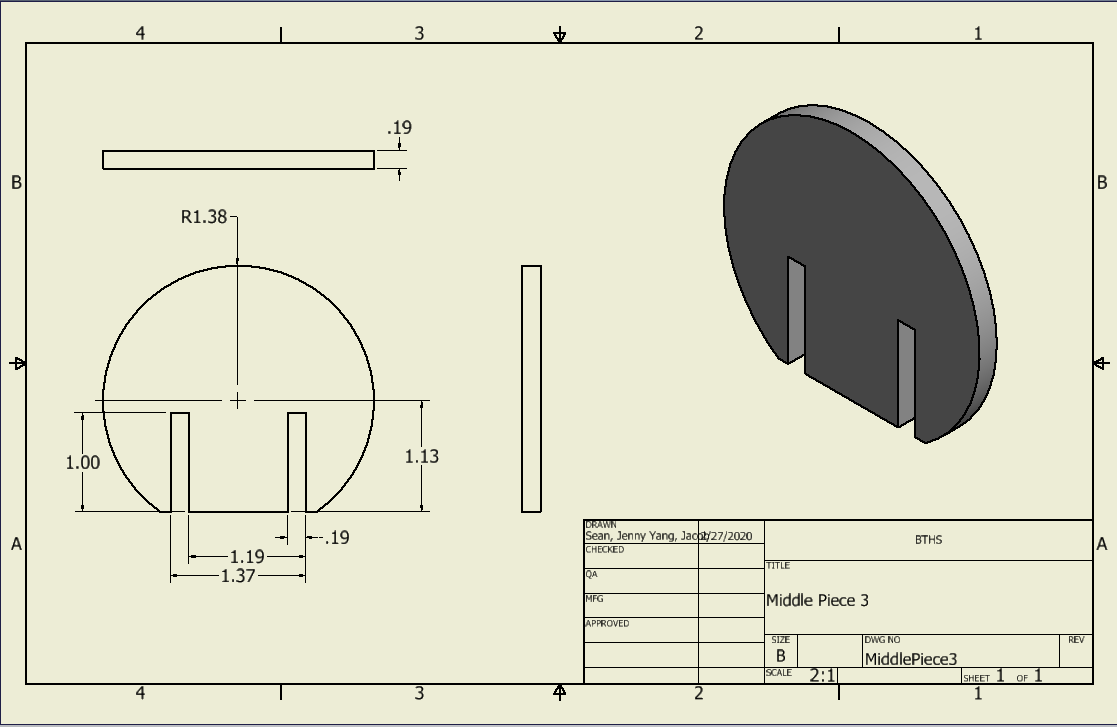 4 3 2 1
.19
B B
R1.38
1.00 1.13
.19
1.19
1.37
A A
DRAWN
Sean, Jenny Yang, 2/27/2020
CHECKED
QA
MFG
APPROVED
BTHS
TITLE
Middle Piece 3
SIZE
B
DWG NO
MiddlePiece3
REV
SCALE 2:1
SHEET 1 OF 1
4 3 2 1